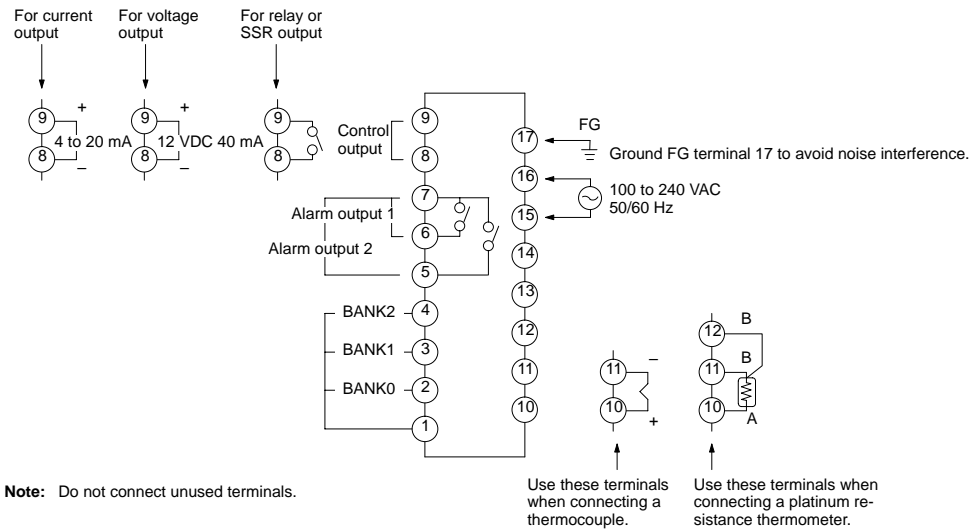 For current
output
For voltage
output
For relay or
SSR output
9
+
4 to 20 mA
8
–
9
+
12 VDC 40 mA
8
–
9
8
Control
output
9
8
Alarm output 1
7
6
Alarm output 2
5
BANK2
4
BANK1
3
BANK0
2
1
17
FG
Ground FG terminal 17 to avoid noise interference.
16
100 to 240 VAC
50/60 Hz
15
14
13
12
11
10
11
–
10
+
Use these terminals
when connecting a
thermocouple.
12
B
11
B
10
A
Use these terminals when
connecting a platinum re-
sistance thermometer.
Note: Do not connect unused terminals.